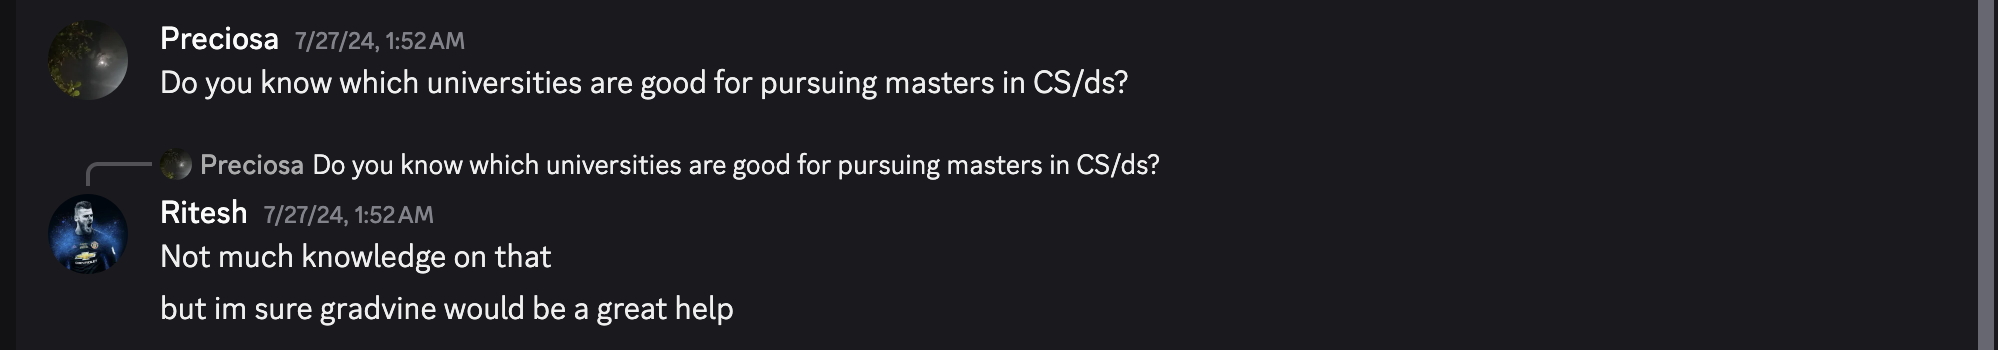 Preciosa 7/27/24, 1:52 AM
Do you know which universities are good for pursuing masters in CS/ds?
Preciosa Do you know which universities are good for pursuing masters in CS/ds?
Ritesh 7/27/24, 1:52 AM
Not much knowledge on that
but im sure gradvine would be a great help